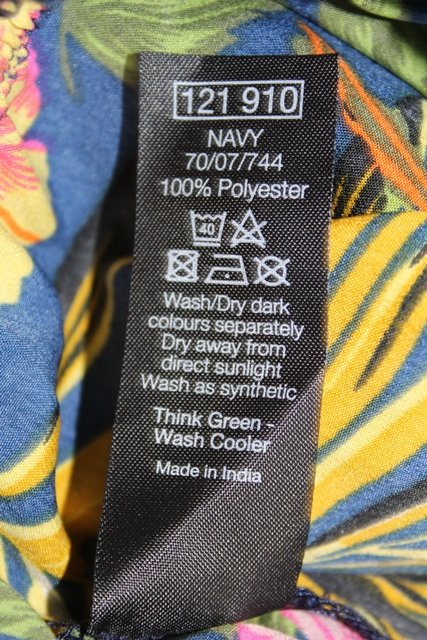 121 910
NAVY
70/07/744
100% Polyester
40
Wash/Dry dark
colours separately
Dry away from
direct sunlight
Wash as synthetic
Think Green -
Wash Cooler
Made in India